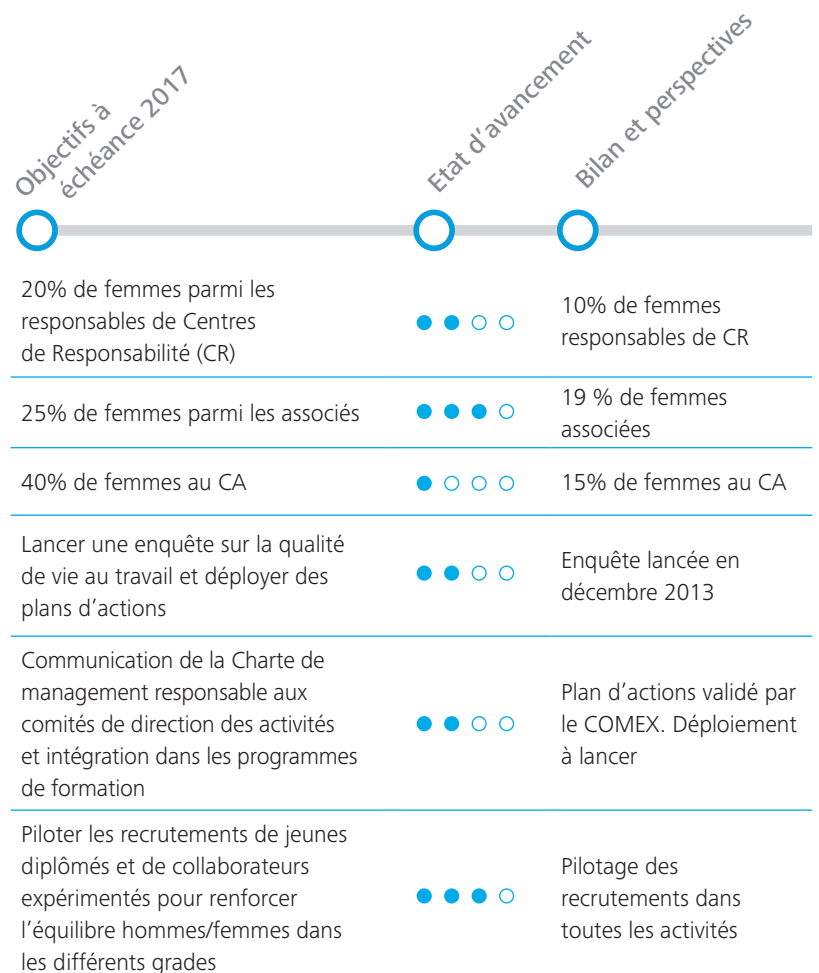 Objectifs à
échéance 2017
Etat d'avancement
Bilan et perspectives
20% de femmes parmi les
responsables de Centres
de Responsabilité (CR)
10% de femmes
responsables de CR
25% de femmes parmi les associés
19 % de femmes
associées
40% de femmes au CA
15% de femmes au CA
Lancer une enquête sur la qualité
de vie au travail et déployer des
plans d'actions
Enquête lancée en
décembre 2013
Communication de la Charte de
management responsable aux
comités de direction des activités
et intégration dans les programmes
de formation
Plan d'actions validé par
le COMEX. Déploiement
à lancer
Piloter les recrutements de jeunes
diplômés et de collaborateurs
expérimentés pour renforcer
l'équilibre hommes/femmes dans
les différents grades
Pilotage des
recrutements dans
toutes les activités